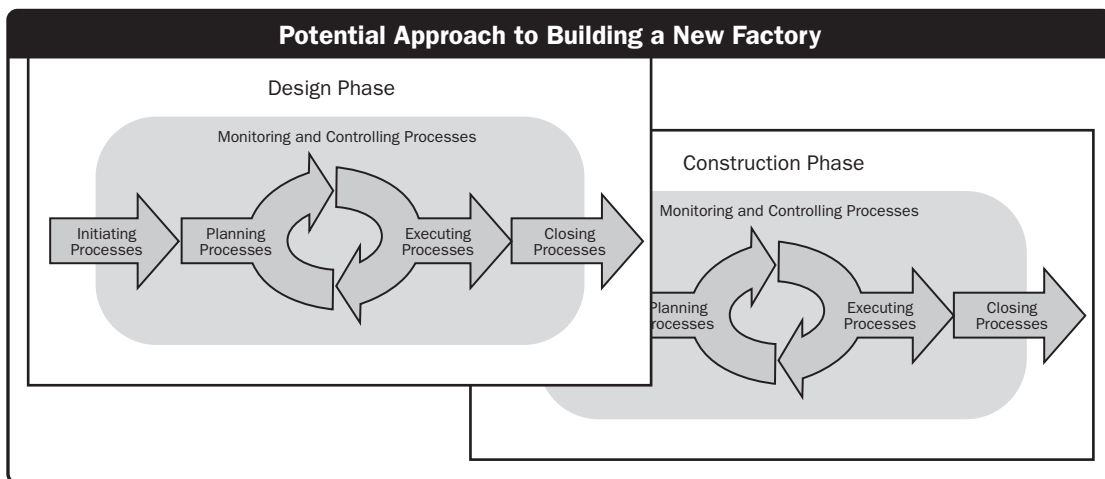 Potential Approach to Building a New Factory
Design Phase
Monitoring and Controlling Processes
Initiating
Processes
Planning
Processes
Executing
Processes
Closing
Processes
Construction Phase
Monitoring and Controlling Processes
Planning
rocesses
Executing
Processes
Closing
Processes